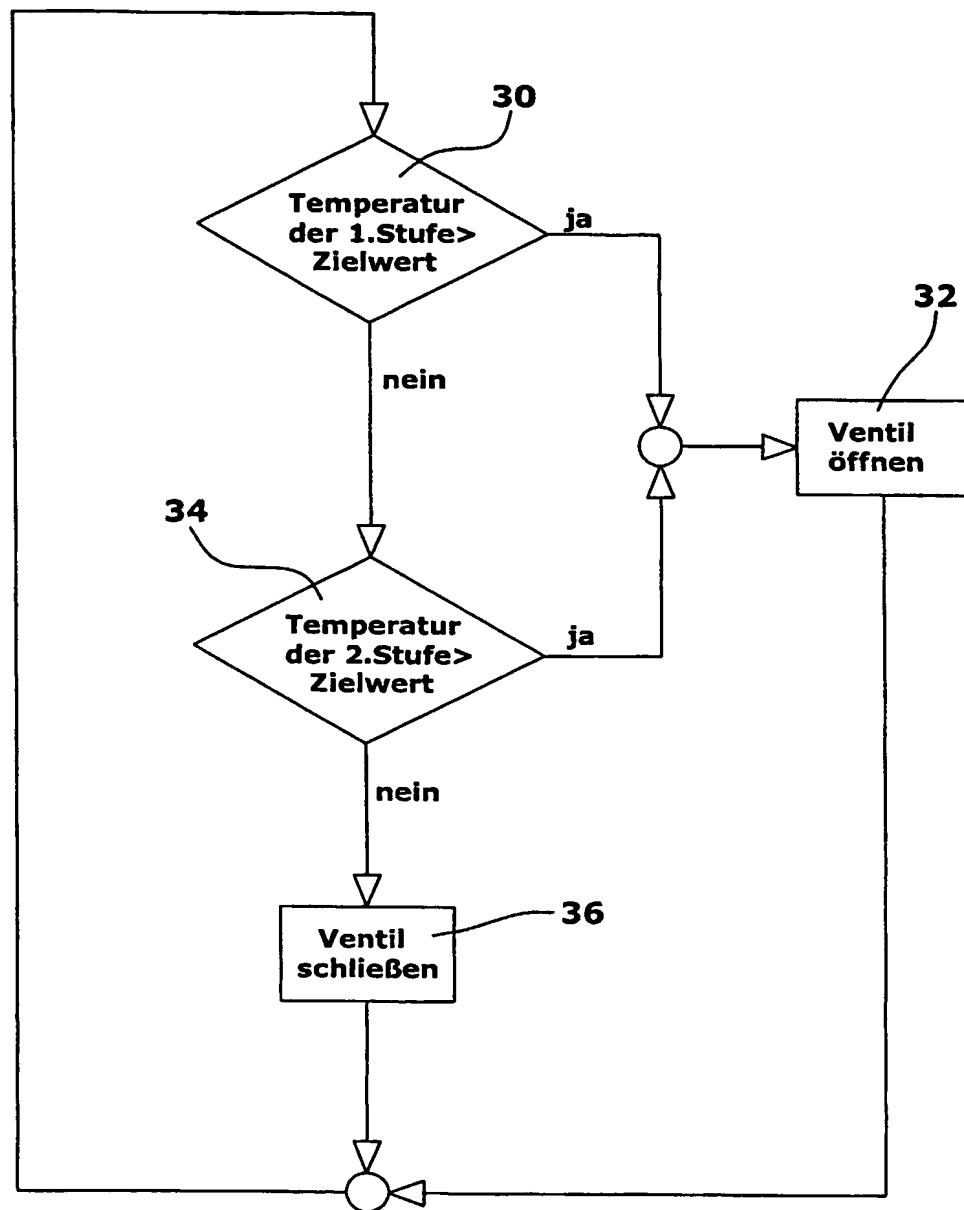 30
Temperatur
der 1.Stufe>
Zielwert
ja
32
Ventil
öffnen
nein
34
Temperatur
der 2.Stufe>
Zielwert
ja
nein
36
Ventil
schließen